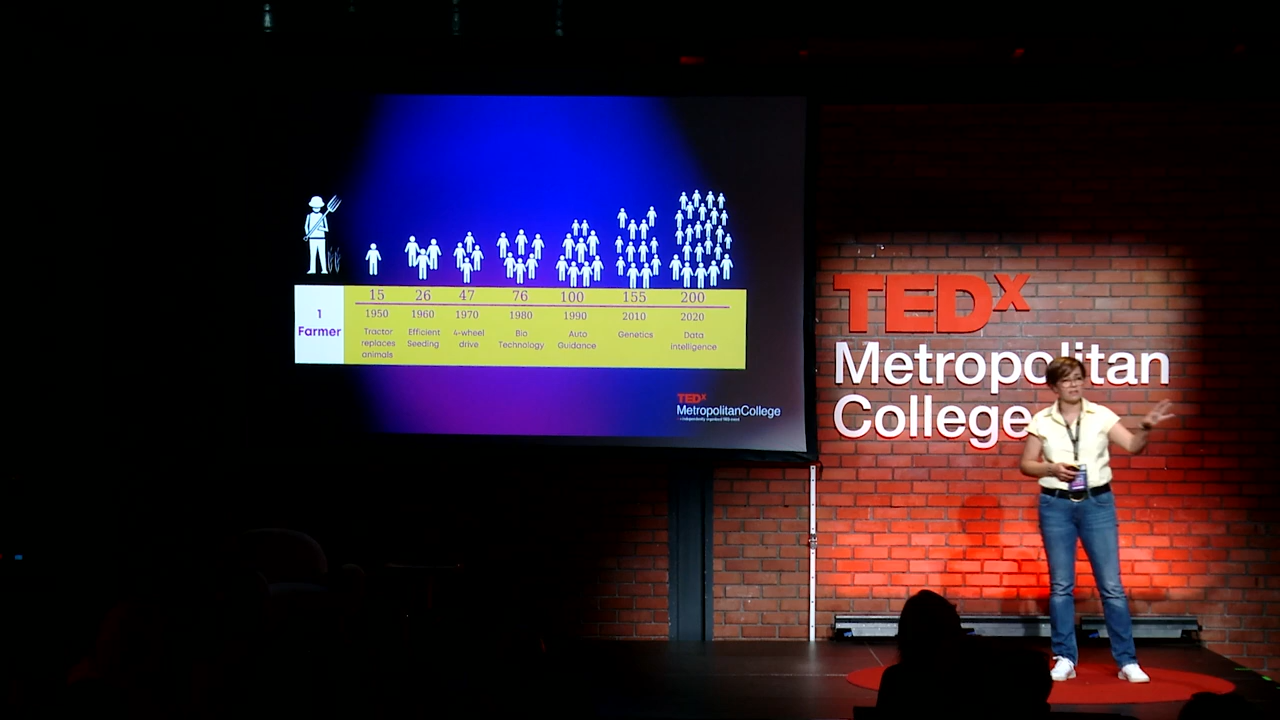 15 26 47 76 100 155 200
1950 1960 1970 1980 1990 2010 2020
1
Farmer
Tractor
replaces
animals
Efficient
Seeding
4-wheel
drive
Bio
Technology
Auto
Guidance
Genetics
Data
intelligence
TEDx
MetropolitanCollege
TEDx
Metropolitan
College